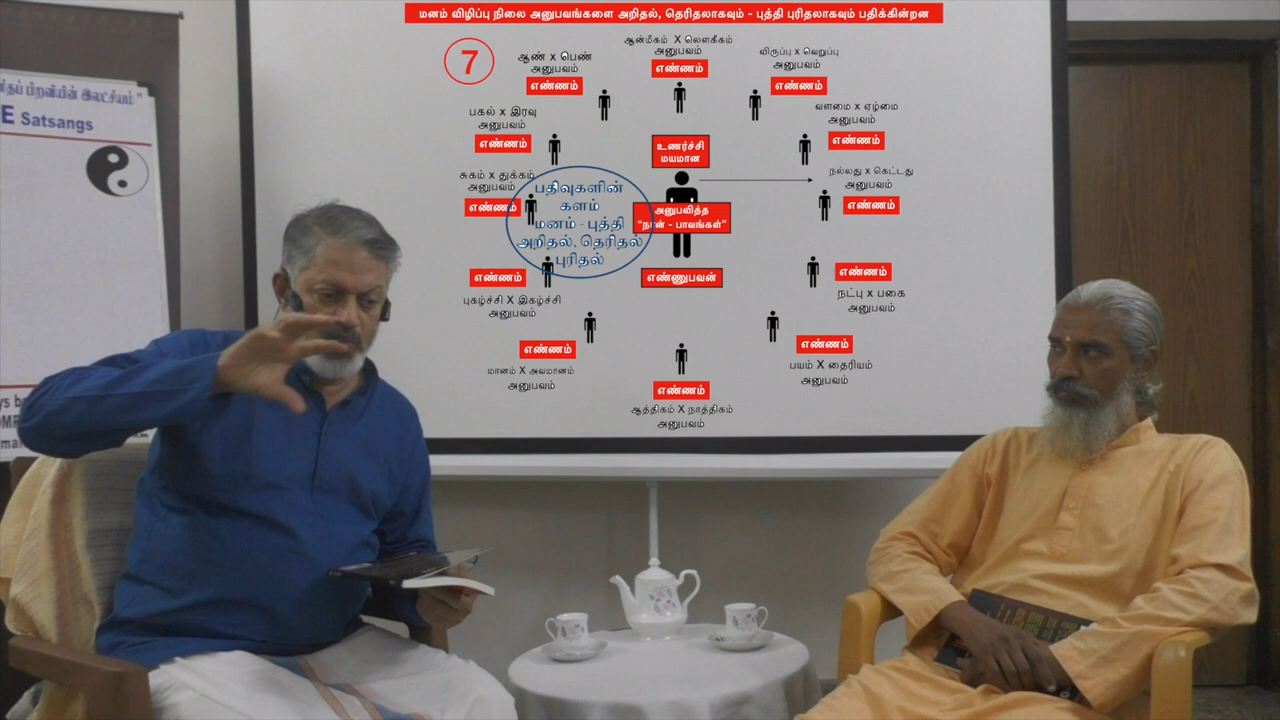 மனம் விழிப்பு நிலை அனுபவங்களை அறிதல், தெரிதலாகவும் - புத்தி புரிதலாகவும் பதிக்கின்றன
7
ஆண் x பெண்
அனுபவம்
எண்ணம்
ஆன்மீகம் X லௌகீகம்
அனுபவம்
எண்ணம்
விருப்பு x வெறுப்பு
அனுபவம்
எண்ணம்
பகல் x இரவு
அனுபவம்
எண்ணம்
வளமை x ஏழ்மை
அனுபவம்
எண்ணம்
சுகம் x துக்கம்
அனுபவம்
எண்ணம்
நல்லது x கெட்டது
அனுபவம்
எண்ணம்
உணர்ச்சி
மயமான
அனுபவித்த
"நான் - பாவங்கள்"
எண்ணுபவன்
பதிவுகளின்
களம்
மனம் - புத்தி
அறிதல், தெரிதல்
புரிதல்
எண்ணம்
புகழ்ச்சி X இகழ்ச்சி
அனுபவம்
எண்ணம்
நட்பு x பகை
அனுபவம்
எண்ணம்
மானம் X அவமானம்
அனுபவம்
எண்ணம்
பயம் X தைரியம்
அனுபவம்
எண்ணம்
ஆத்திகம் X நாத்திகம்
அனுபவம்
பிறவியின் இலட்சியம்"
E Satsangs